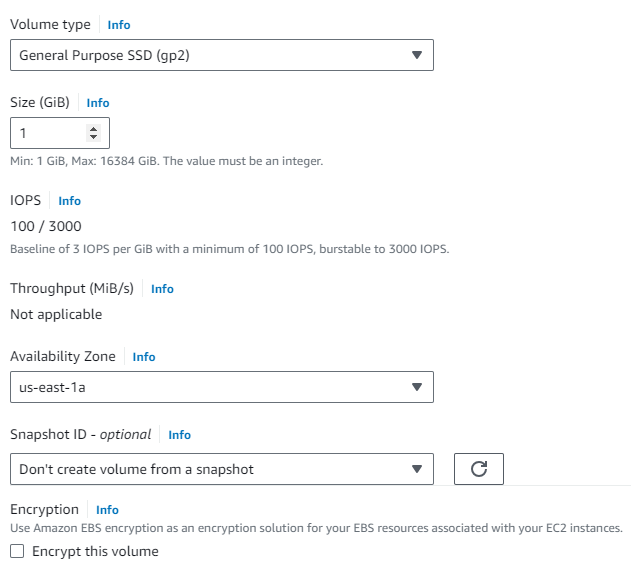 Volume type Info
General Purpose SSD (gp2)
Size (GiB) Info
1
Min: 1 GiB, Max: 16384 GiB. The value must be an integer.
IOPS Info
100 / 3000
Baseline of 3 IOPS per GiB with a minimum of 100 IOPS, burstable to 3000 IOPS.
Throughput (MiB/s) Info
Not applicable
Availability Zone Info
us-east-1a
Snapshot ID - optional Info
Don't create volume from a snapshot
Encryption Info
Use Amazon EBS encryption as an encryption solution for your EBS resources associated with your EC2 instances.
Encrypt this volume